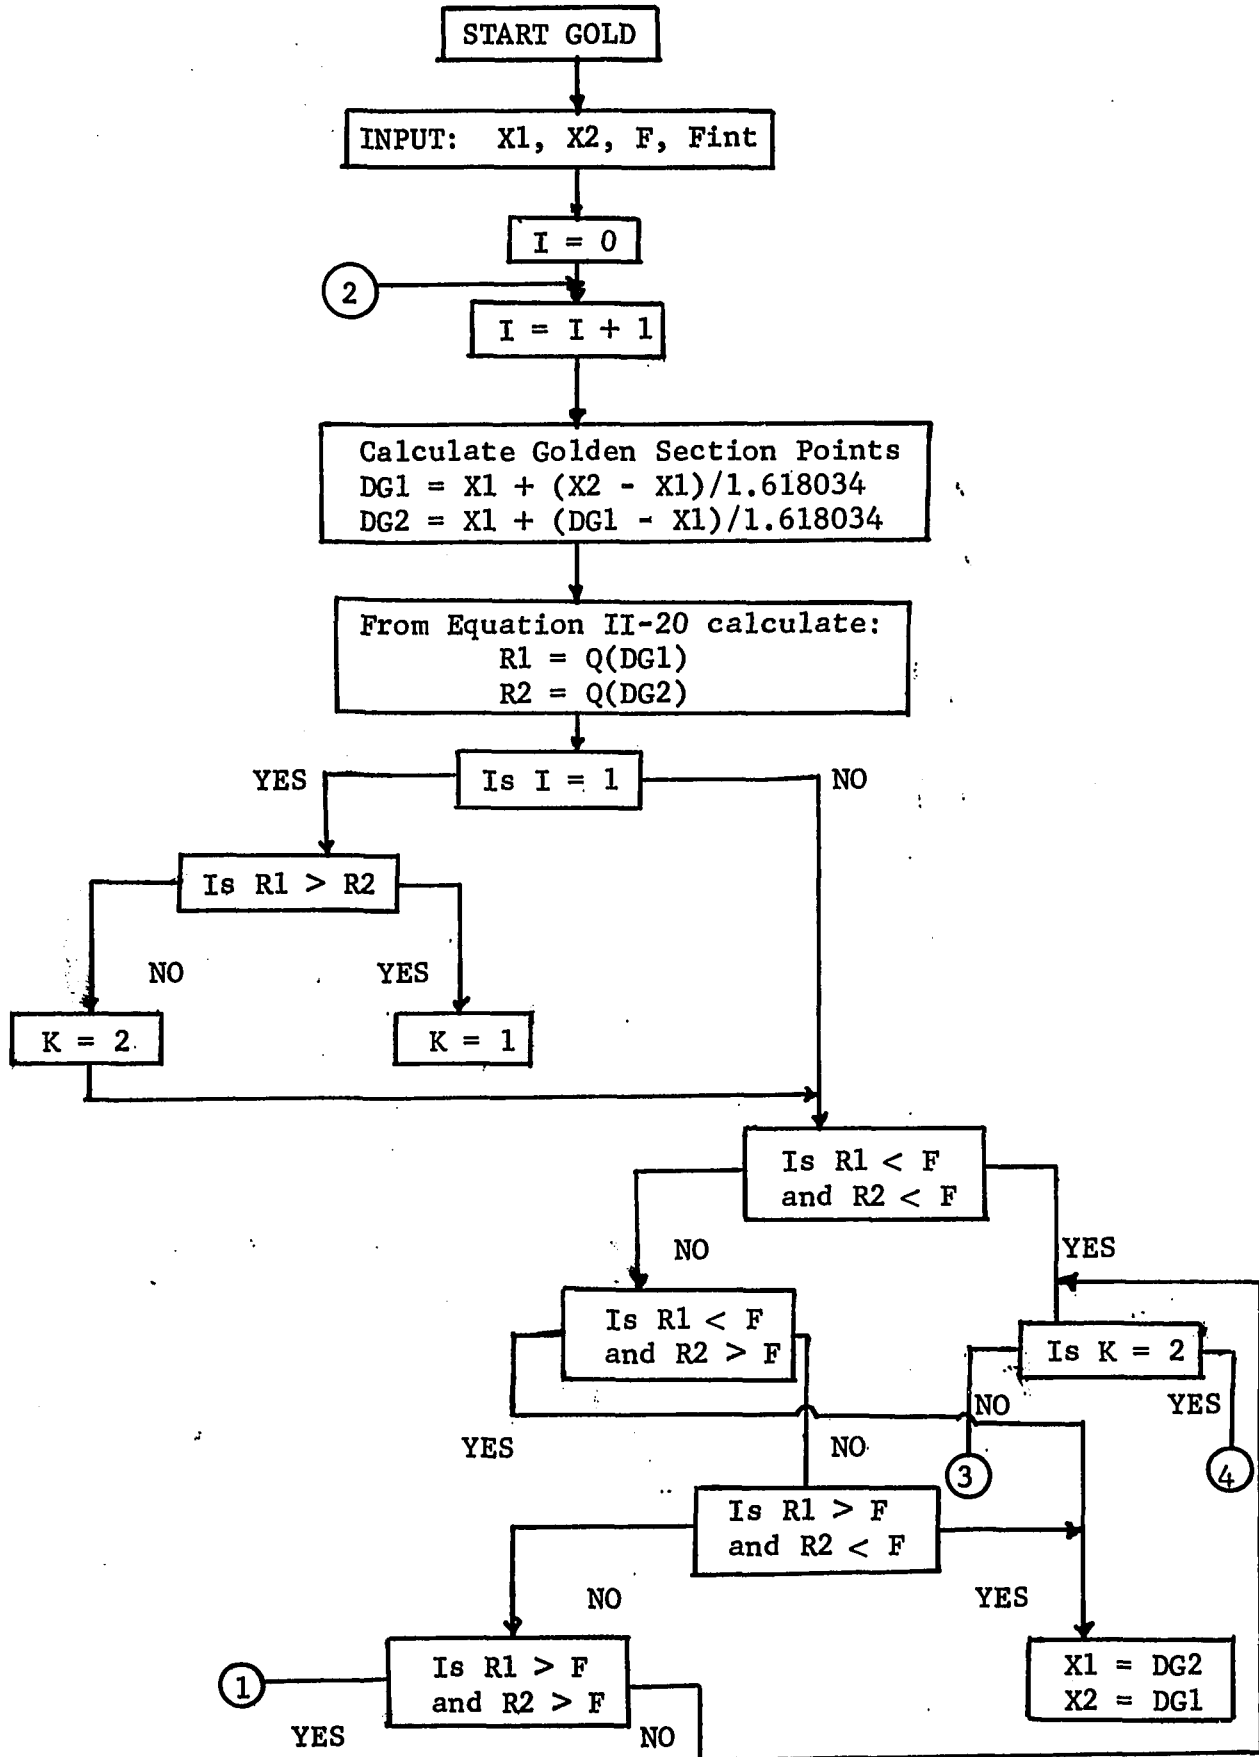 START GOLD
INPUT: X1, X2, F, Fint
I = 0
2
I = I + 1
Calculate Golden Section Points
DG1 = X1 + (X2 - X1)/1.618034
DG2 = X1 + (DG1 - X1)/1.618034
From Equation II-20 calculate:
R1 = Q(DG1)
R2 = Q(DG2)
YES
Is I = 1
NO
Is R1 > R2
NO
YES
K = 2
K = 1
Is R1 < F
and R2 < F
NO
YES
Is R1 < F
and R2 > F
Is K = 2
NO
YES
YES
NO
3
4
Is R1 > F
and R2 < F
NO
YES
1
Is R1 > F
and R2 > F
X1 = DG2
X2 = DG1
YES
NO